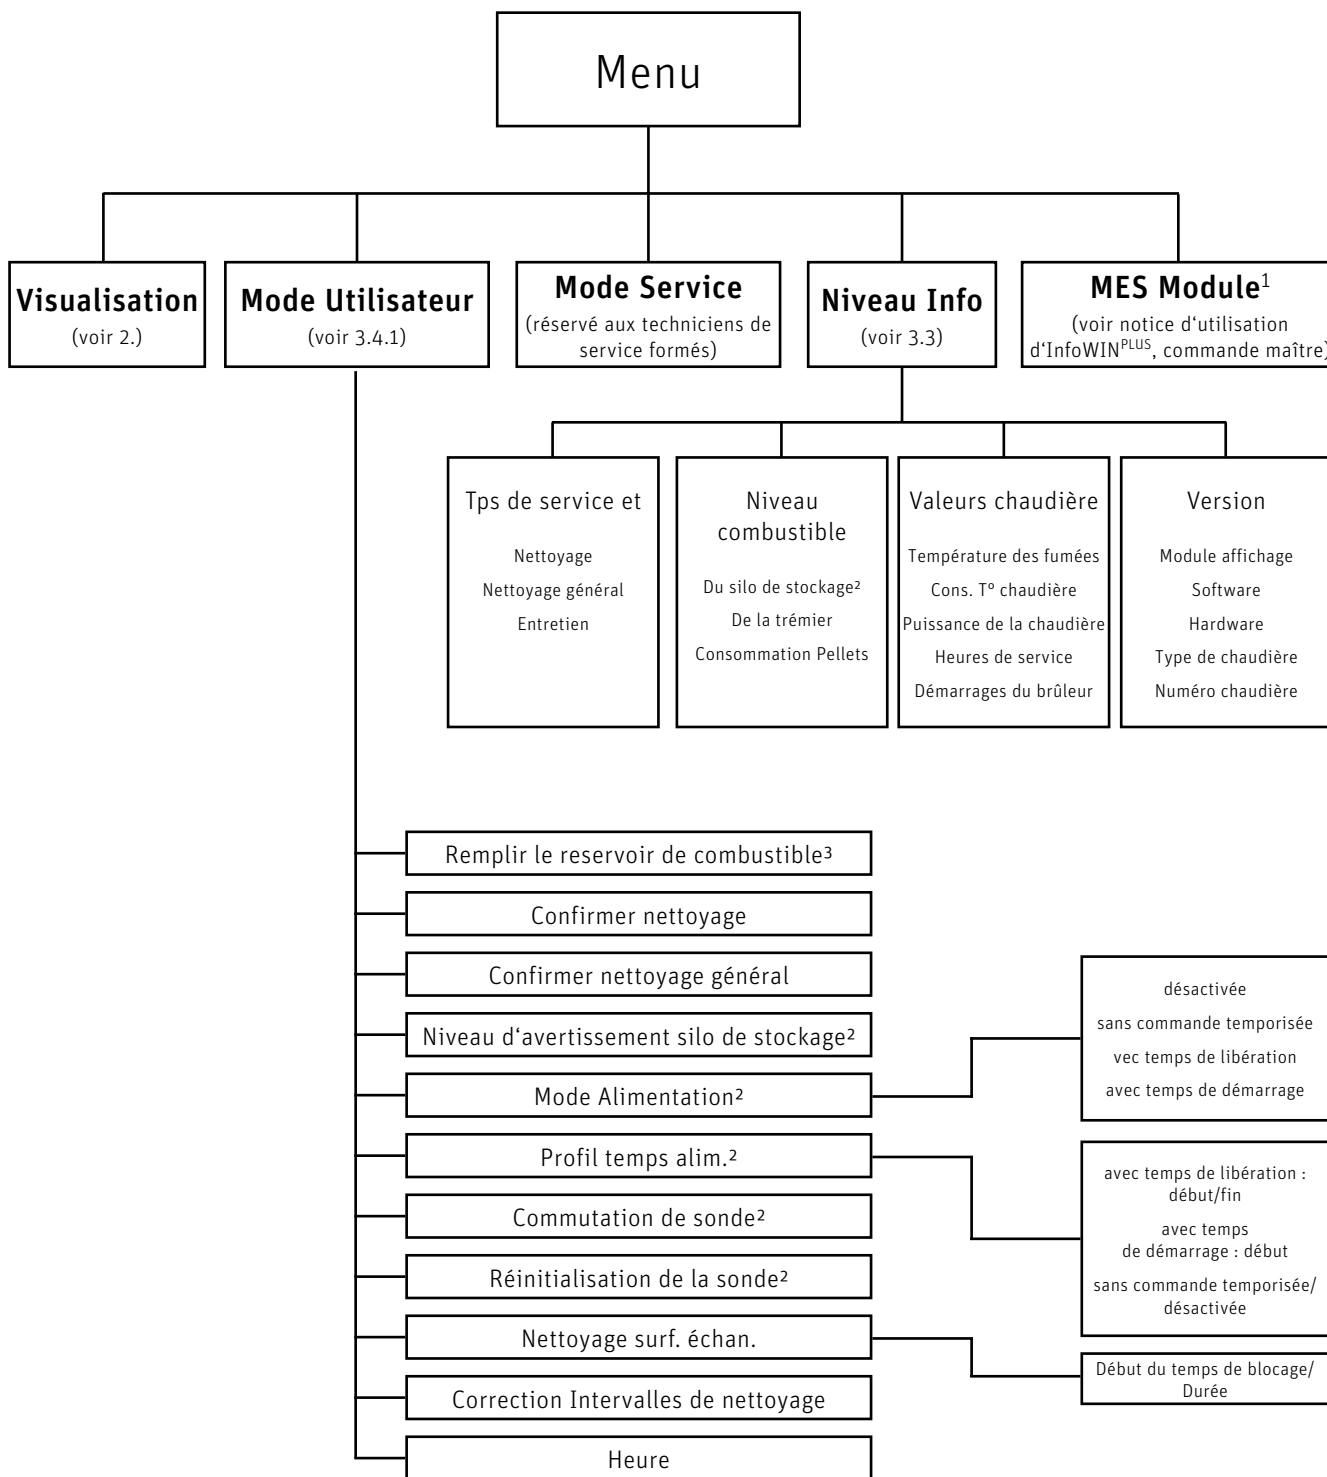 Menu
Visualisation
(voir 2.)
Mode Utilisateur
(voir 3.4.1)
Mode Service
(réservé aux techniciens de
service formés)
Niveau Info
(voir 3.3)
MES Module¹
(voir notice d‘utilisation
d‘InfoWINPLUS, commande maître)
Tps de service et
Nettoyage
Nettoyage général
Entretien
Niveau
combustible
Du silo de stockage²
De la trémier
Consommation Pellets
Valeurs chaudière
Température des fumées
Cons. T° chaudière
Puissance de la chaudière
Heures de service
Démarrages du brûleur
Version
Module affichage
Software
Hardware
Type de chaudière
Numéro chaudière
Remplir le reservoir de combustible³
Confirmer nettoyage
Confirmer nettoyage général
Niveau d‘avertissement silo de stockage²
Mode Alimentation²
désactivée
sans commande temporisée
vec temps de libération
avec temps de démarrage
Profil temps alim.²
avec temps de libération :
début/fin
avec temps
de démarrage : début
sans commande temporisée/
désactivée
Commutation de sonde²
Réinitialisation de la sonde²
Nettoyage surf. échan.
Début du temps de blocage/
Durée
Correction Intervalles de nettoyage
Heure